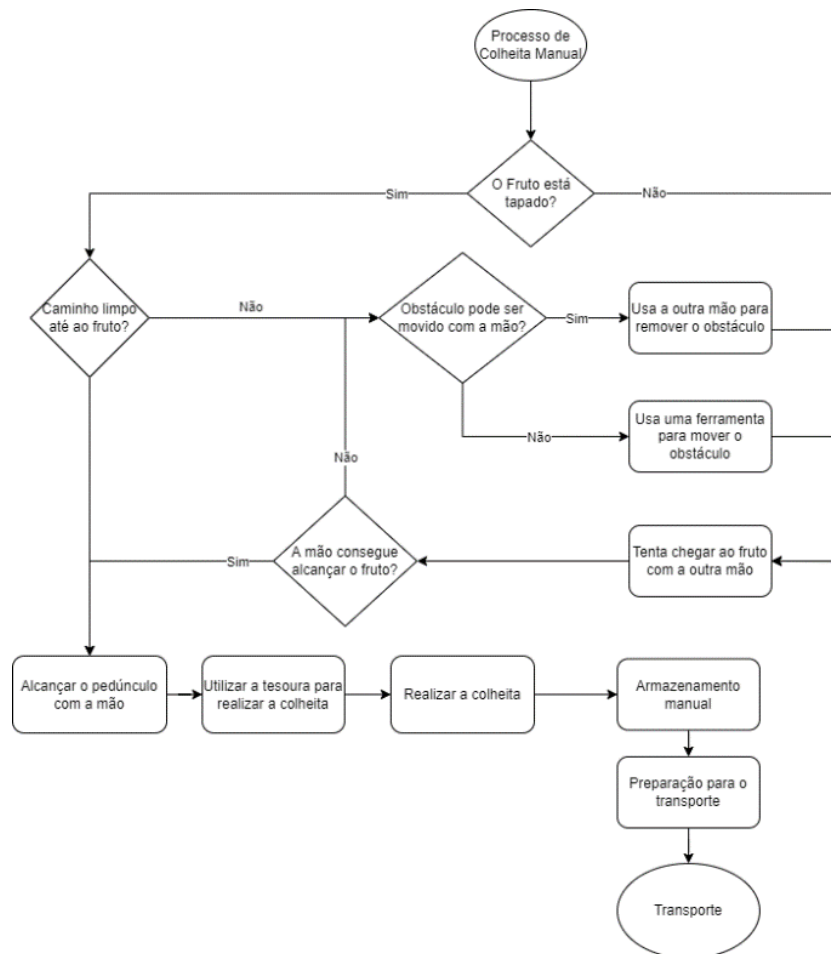 Processo de
Colheita Manual
O Fruto está
tapado?
Sim
Não
Caminho limpo
até ao fruto?
Não
Obstáculo pode ser
movido com a mão?
Sim
Usa a outra mão para
remover o obstáculo
Não
Usa uma ferramenta
para mover o
obstáculo
Não
A mão consegue
alcançar o fruto?
Sim
Tenta chegar ao fruto
com a outra mão
Alcançar o pedúnculo
com a mão
Utilizar a tesoura para
realizar a colheita
Realizar a colheita
Armazenamento
manual
Preparação para o
transporte
Transporte